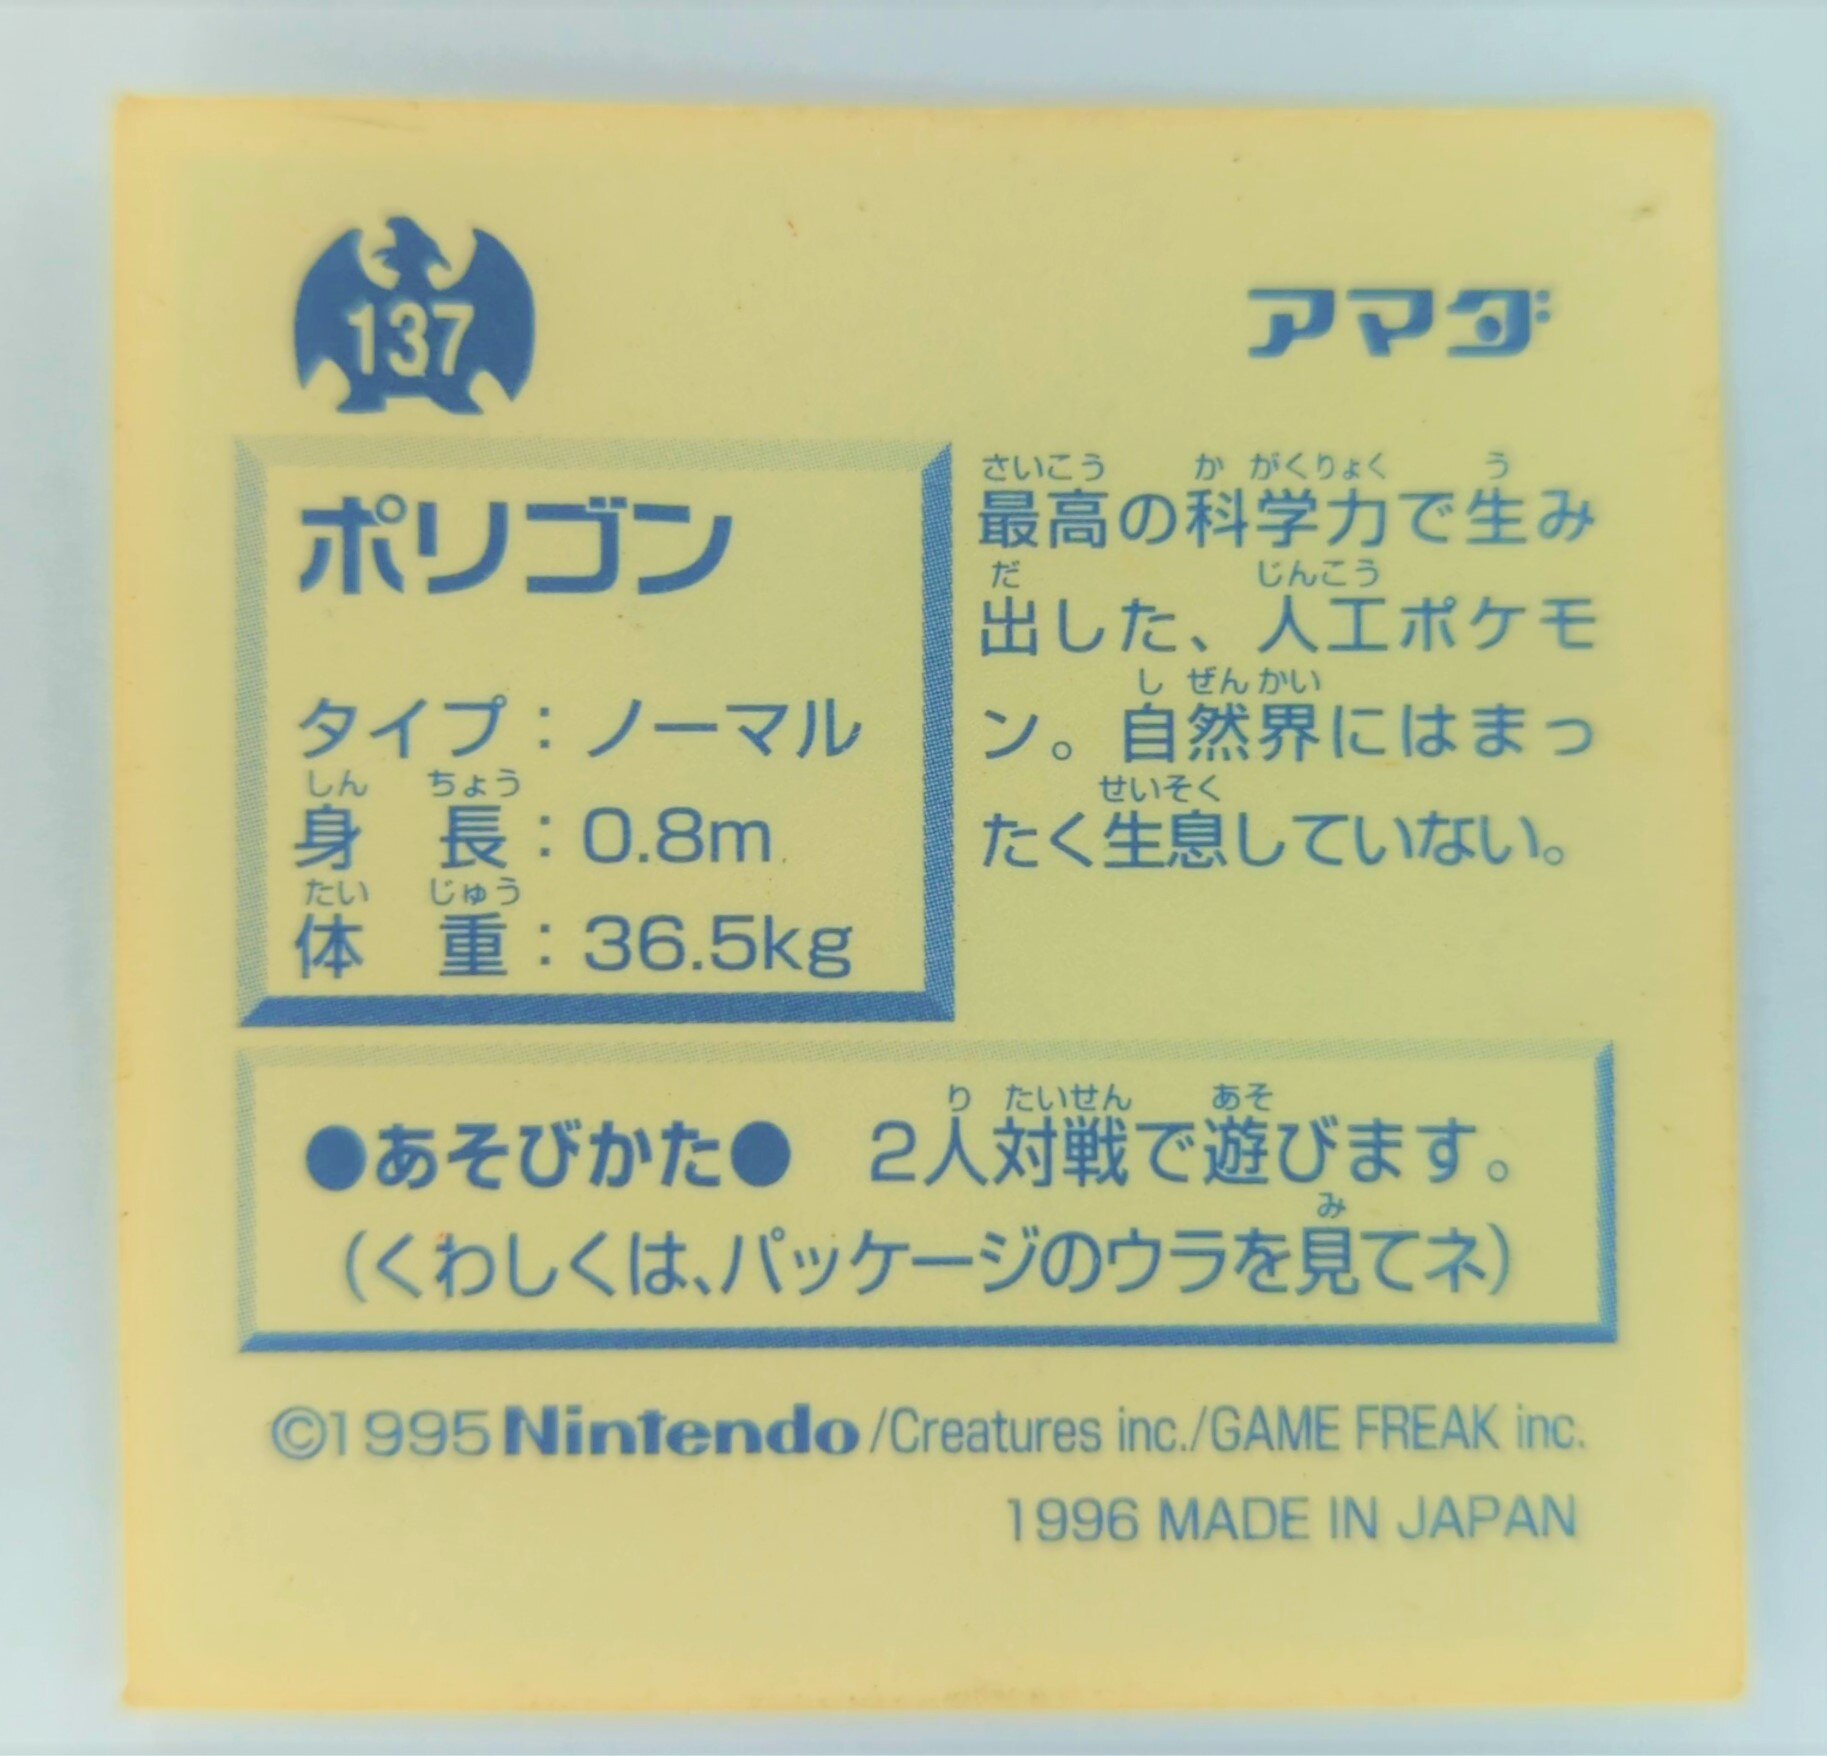 137
アマダ
ポリゴン
タイプ：ノーマル
しん ちょう
身 長：0.8m
たい じゅう
体 重：36.5kg
さいこう か がくりょく う
最高の科学力で生み
だ じんこう
出した、人工ポケモ
し ぜんかい
ン。自然界にはまっ
せいそく
たく生息していない。
り たいせん あそ
●あそびかた● 2人対戦で遊びます。
み
（くわしくは、パッケージのウラを見てネ）
©1995 Nintendo/Creatures inc./GAME FREAK inc.
1996 MADE IN JAPAN